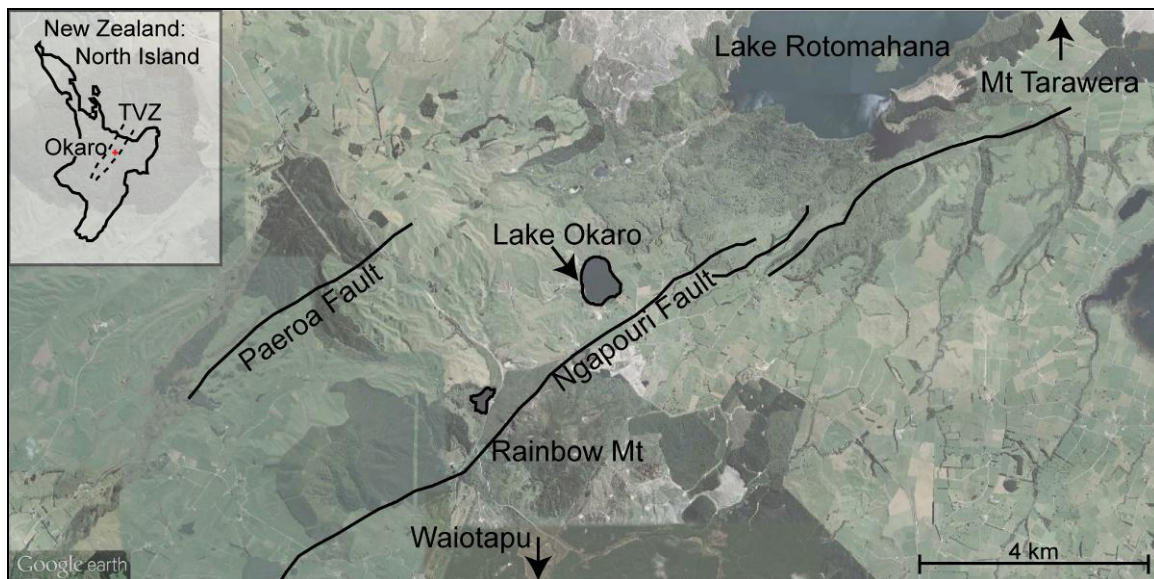 New Zealand:
North Island
TVZ
Okaro
Lake Rotomahana
Mt Tarawera
Lake Okaro
Paeroa Fault
Ngapouri Fault
Rainbow Mt
Waiotapu
4 km
Google earth